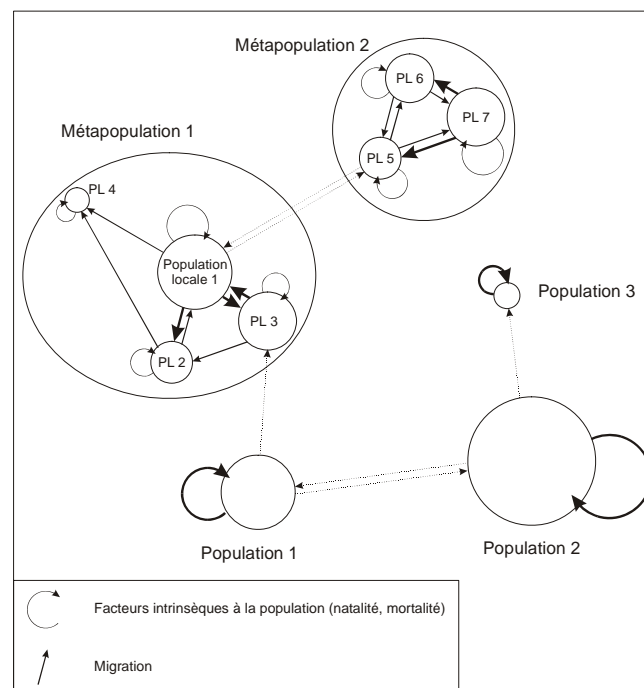 Métapopulation 2
PL 6
PL 7
PL 5
Métapopulation 1
PL 4
Population
locale 1
PL 3
PL 2
Population 3
Population 1
Population 2
Facteurs intrinsèques à la population (natalité, mortalité)
Migration